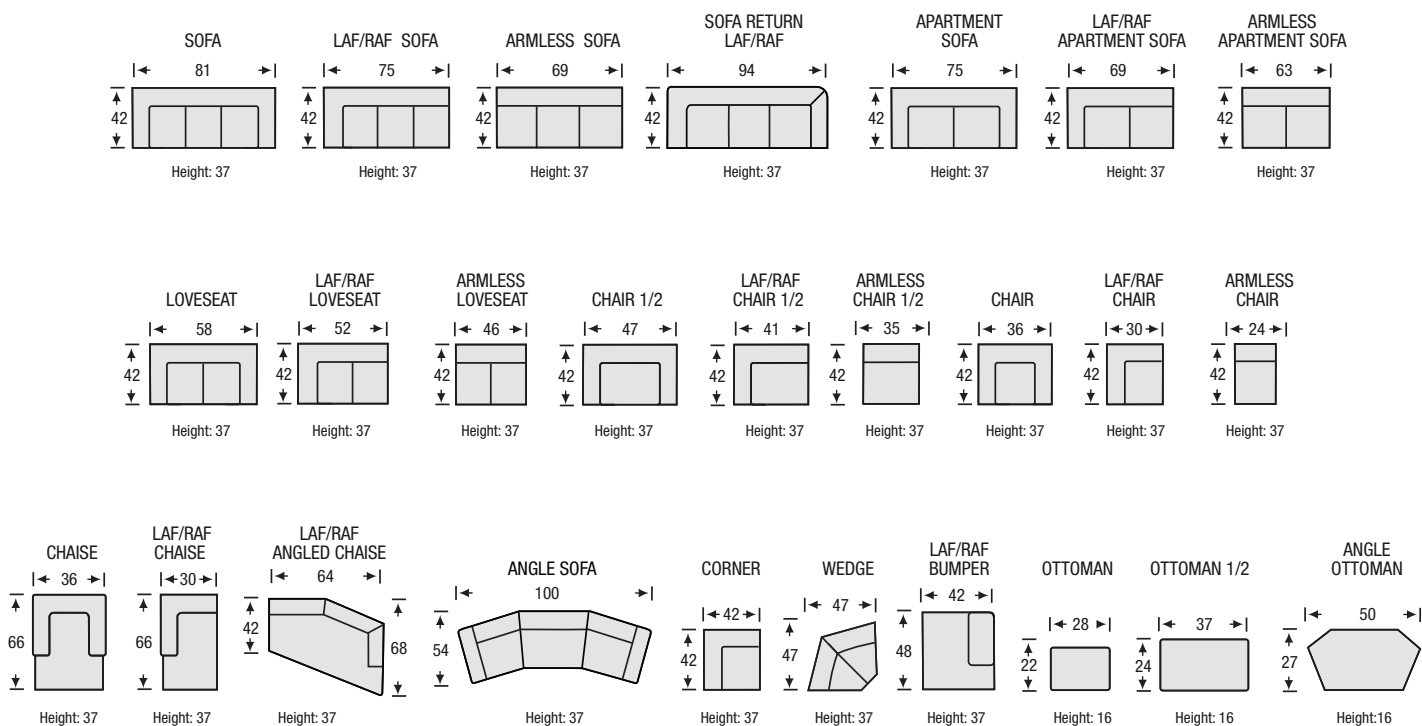 SOFA
81
42
Height: 37
LAF/RAF SOFA
75
42
Height: 37
ARMLESS SOFA
69
42
Height: 37
SOFA RETURN
LAF/RAF
94
42
Height: 37
APARTMENT
SOFA
75
42
Height: 37
LAF/RAF
APARTMENT SOFA
69
42
Height: 37
ARMLESS
APARTMENT SOFA
63
42
Height: 37
LOVESEAT
58
42
Height: 37
LAF/RAF
LOVESEAT
52
42
Height: 37
ARMLESS
LOVESEAT
46
42
Height: 37
CHAIR 1/2
47
42
Height: 37
LAF/RAF
CHAIR 1/2
41
42
Height: 37
ARMLESS
CHAIR 1/2
35
42
Height: 37
CHAIR
36
42
Height: 37
LAF/RAF
CHAIR
30
42
Height: 37
ARMLESS
CHAIR
24
42
Height: 37
CHAISE
36
66
Height: 37
LAF/RAF
CHAISE
30
66
Height: 37
LAF/RAF
ANGLED CHAISE
64
42
68
Height: 37
ANGLE SOFA
100
54
Height: 37
CORNER
42
42
Height: 37
WEDGE
47
47
Height: 37
LAF/RAF
BUMPER
42
48
Height: 37
OTTOMAN
28
22
Height: 16
OTTOMAN 1/2
37
24
Height: 16
ANGLE
OTTOMAN
50
27
Height:16